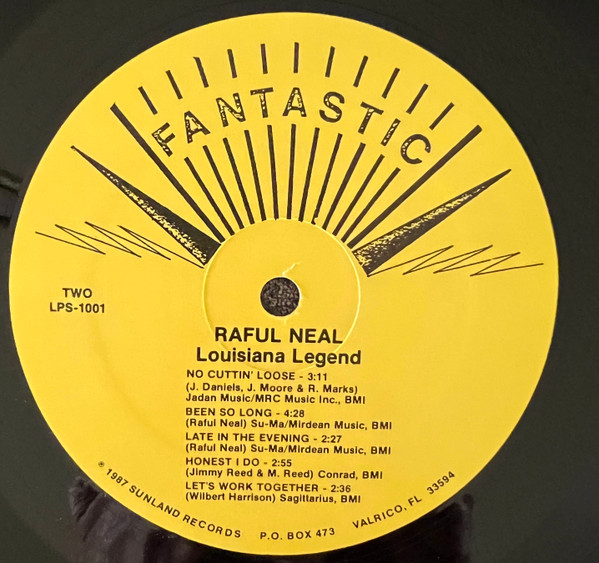 FANTASTIC
TWO
LPS-1001
RAFUL NEAL
Louisiana Legend
NO CUTTIN' LOOSE - 3:11
(J. Daniels, J. Moore & R. Marks)
Jadan Music/MRC Music Inc., BMI
BEEN SO LONG - 4:28
(Raful Neal) Su-Ma/Mirdean Music, BMI
LATE IN THE EVENING - 2:27
(Raful Neal) Su-Ma/Mirdean Music, BMI
HONEST I DO - 2:55
(Jimmy Reed & M. Reed) Conrad, BMI
LET'S WORK TOGETHER - 2:36
(Wilbert Harrison) Sagittarius, BMI
℗ 1987 SUNLAND RECORDS P.O. BOX 473 VALRICO, FL 33594